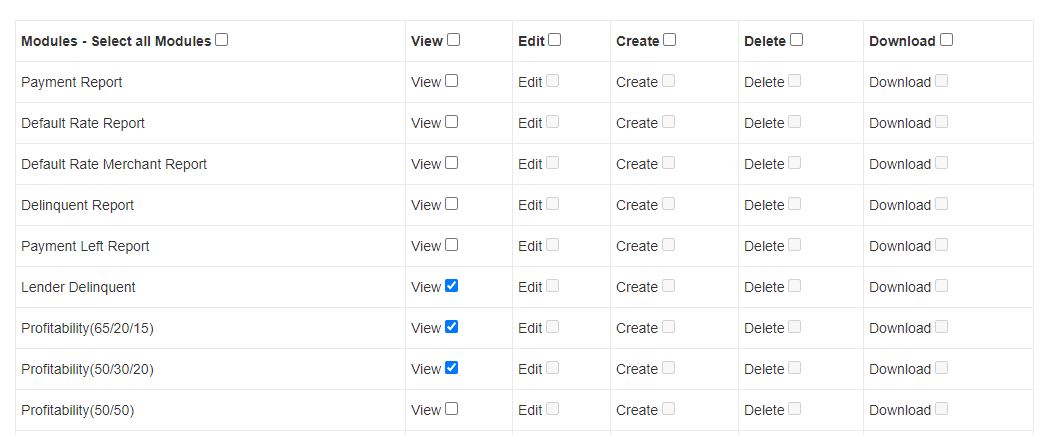 Modules - Select all Modules View Edit Create Delete Download
Payment Report View Edit Create Delete Download
Default Rate Report View Edit Create Delete Download
Default Rate Merchant Report View Edit Create Delete Download
Delinquent Report View Edit Create Delete Download
Payment Left Report View Edit Create Delete Download
Lender Delinquent View Edit Create Delete Download
Profitability(65/20/15) View Edit Create Delete Download
Profitability(50/30/20) View Edit Create Delete Download
Profitability(50/50) View Edit Create Delete Download